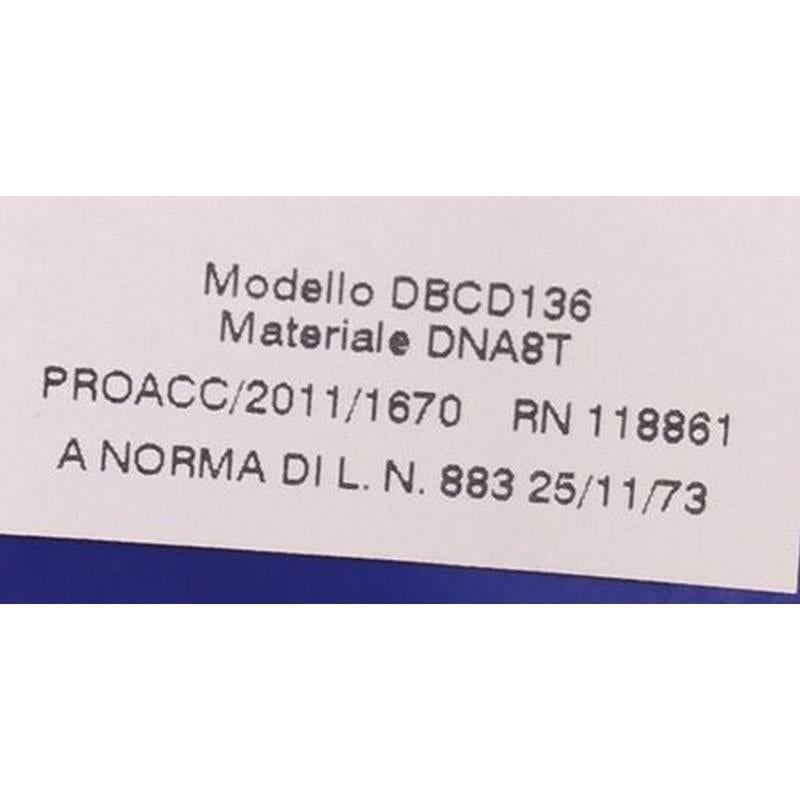 Modello DBCD136
Materiale DNA8T
PROACC/2011/1670 RN 118861
A NORMA DI L. N. 883 25/11/73